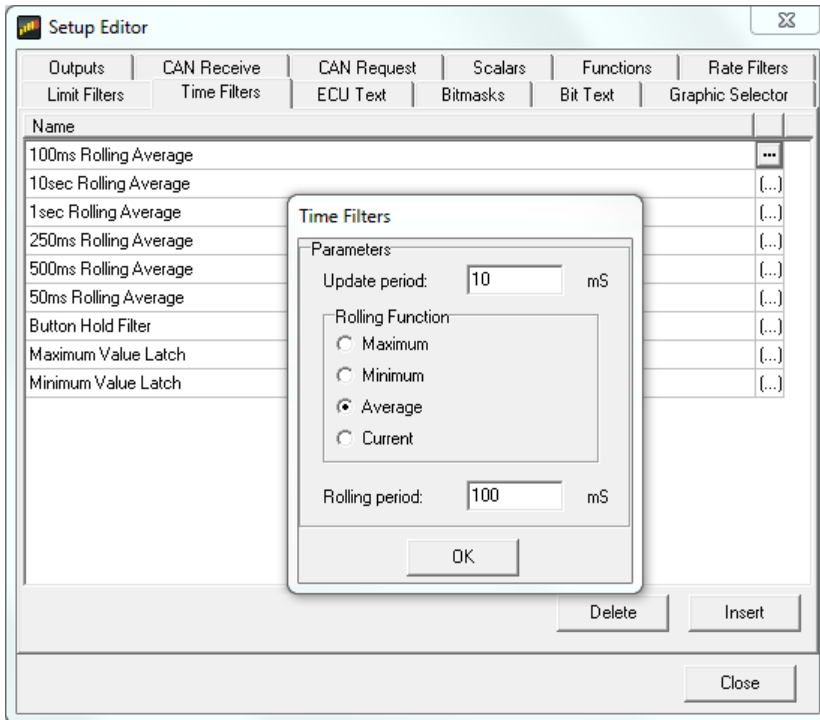 Setup Editor
Outputs CAN Receive CAN Request Scalars Functions Rate Filters
Limit Filters Time Filters ECU Text Bitmasks Bit Text Graphic Selector
Name
100ms Rolling Average ...
10sec Rolling Average (...)
1sec Rolling Average (...)
250ms Rolling Average (...)
500ms Rolling Average (...)
50ms Rolling Average (...)
Button Hold Filter (...)
Maximum Value Latch (...)
Minimum Value Latch (...)
Time Filters
Parameters
Update period: 10 mS
Rolling Function
Maximum
Minimum
Average
Current
Rolling period: 100 mS
OK
Delete Insert
Close